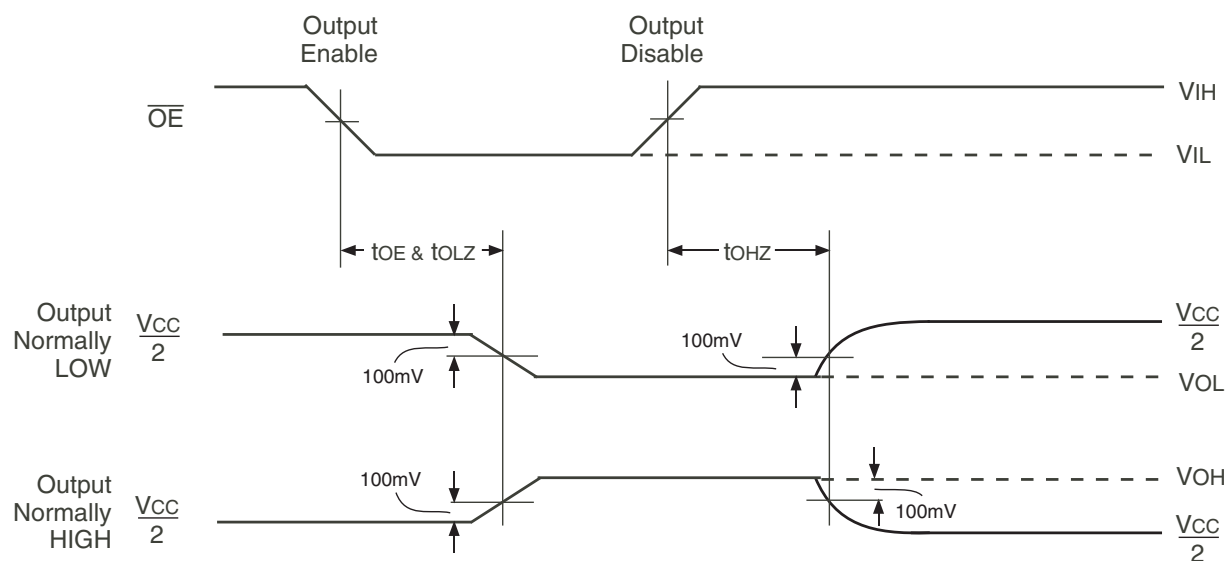 Output
Enable
Output
Disable
OE
VIH
VIL
tOE & tOLZ
tOHZ
Output
Normally
LOW
VCC
2
100mV
100mV
VCC
2
VOL
Output
Normally
HIGH
VCC
2
100mV
100mV
VOH
VCC
2